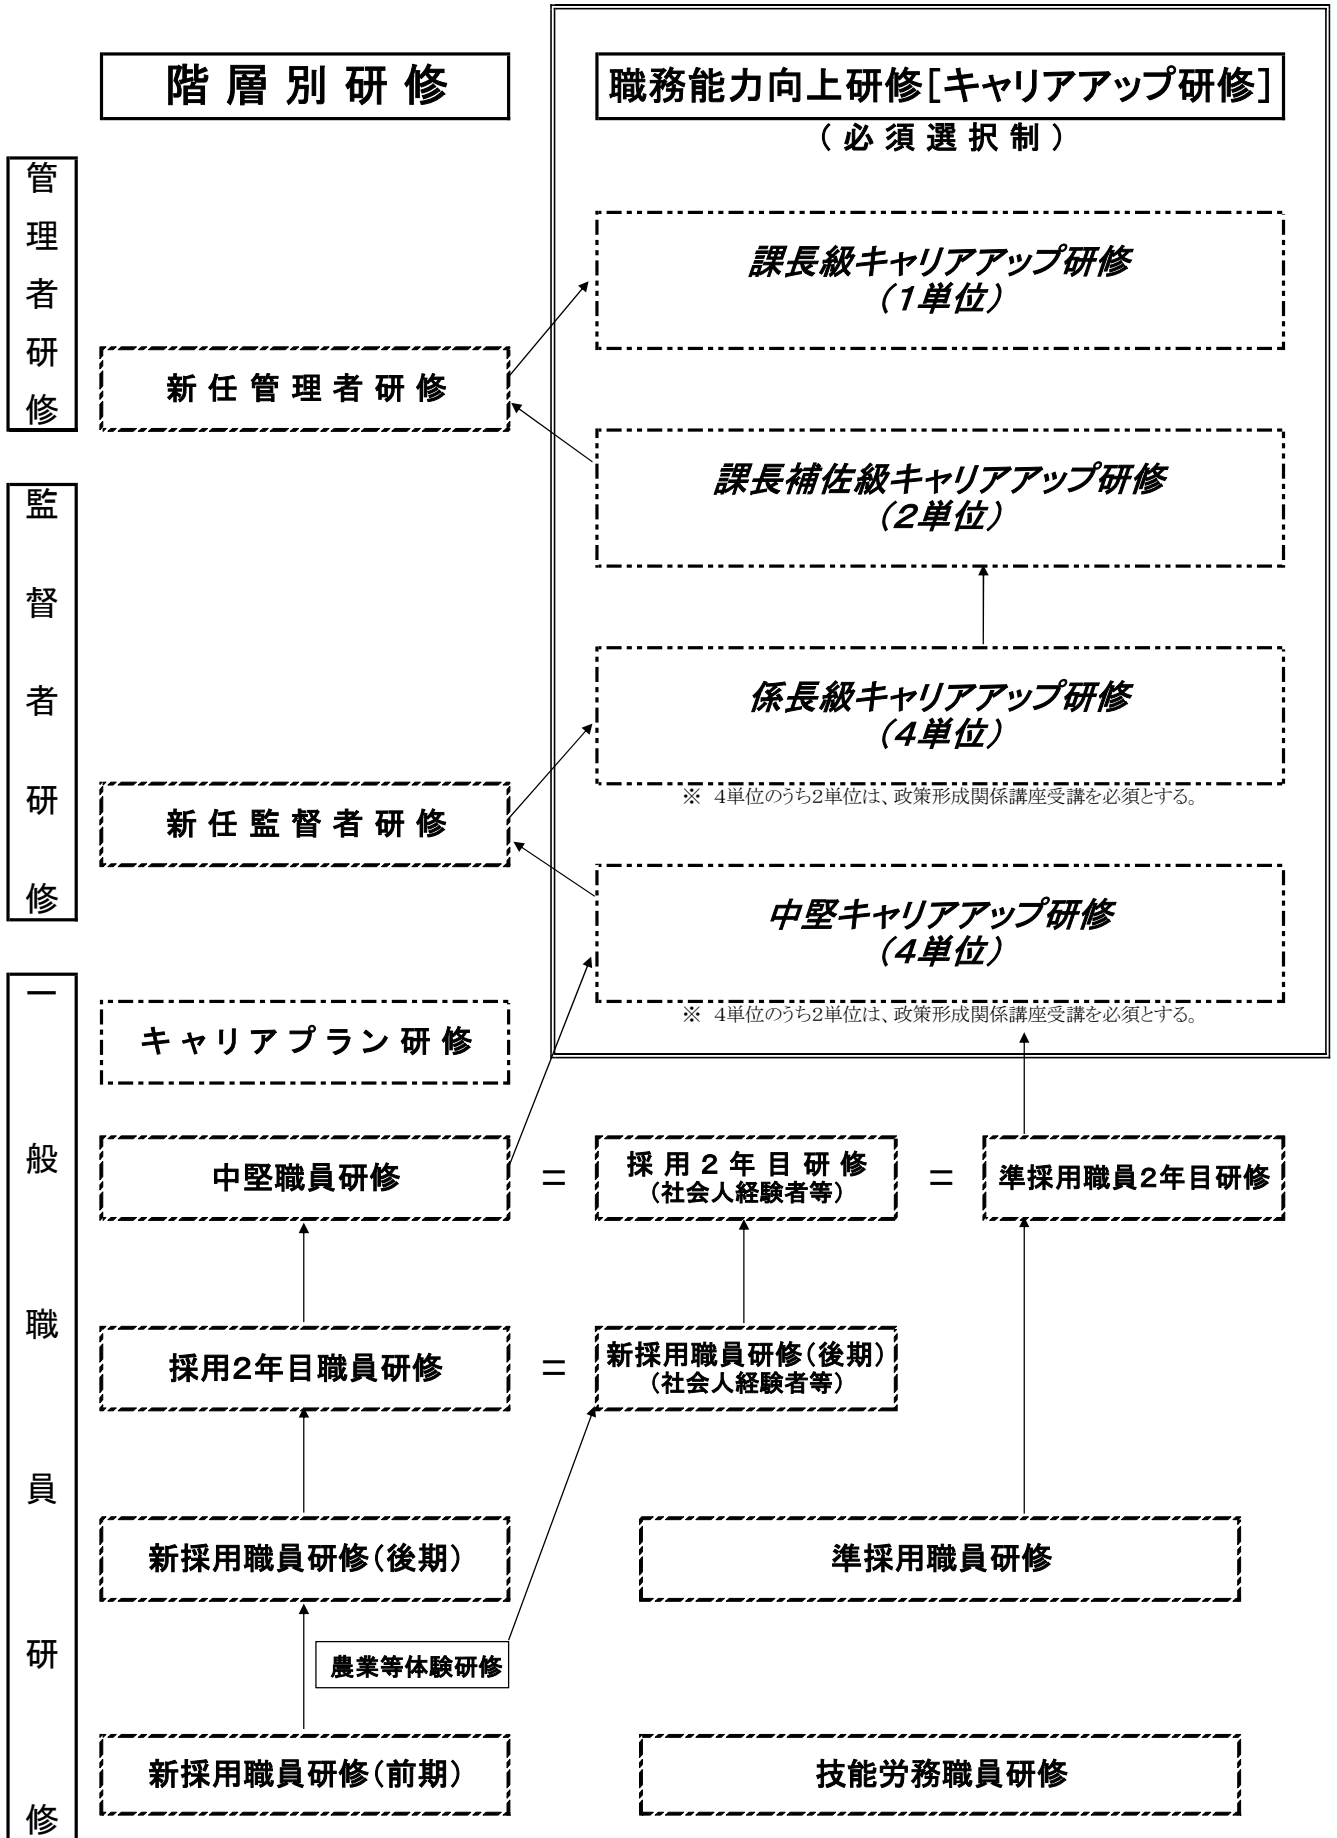 階層別研修
職務能力向上研修[キャリアアップ研修]
（必須選択制）
管理者研修
課長級キャリアアップ研修
（1単位）
新任管理者研修
課長補佐級キャリアアップ研修
（2単位）
監督者研修
係長級キャリアアップ研修
（4単位）
※ 4単位のうち2単位は、政策形成関係講座受講を必須とする。
新任監督者研修
中堅キャリアアップ研修
（4単位）
※ 4単位のうち2単位は、政策形成関係講座受講を必須とする。
一般職員研修
キャリアプラン研修
中堅職員研修
＝
採用2年目研修
（社会人経験者等）
＝
準採用職員2年目研修
採用2年目職員研修
＝
新採用職員研修（後期）
（社会人経験者等）
新採用職員研修（後期）
準採用職員研修
農業等体験研修
新採用職員研修（前期）
技能労務職員研修